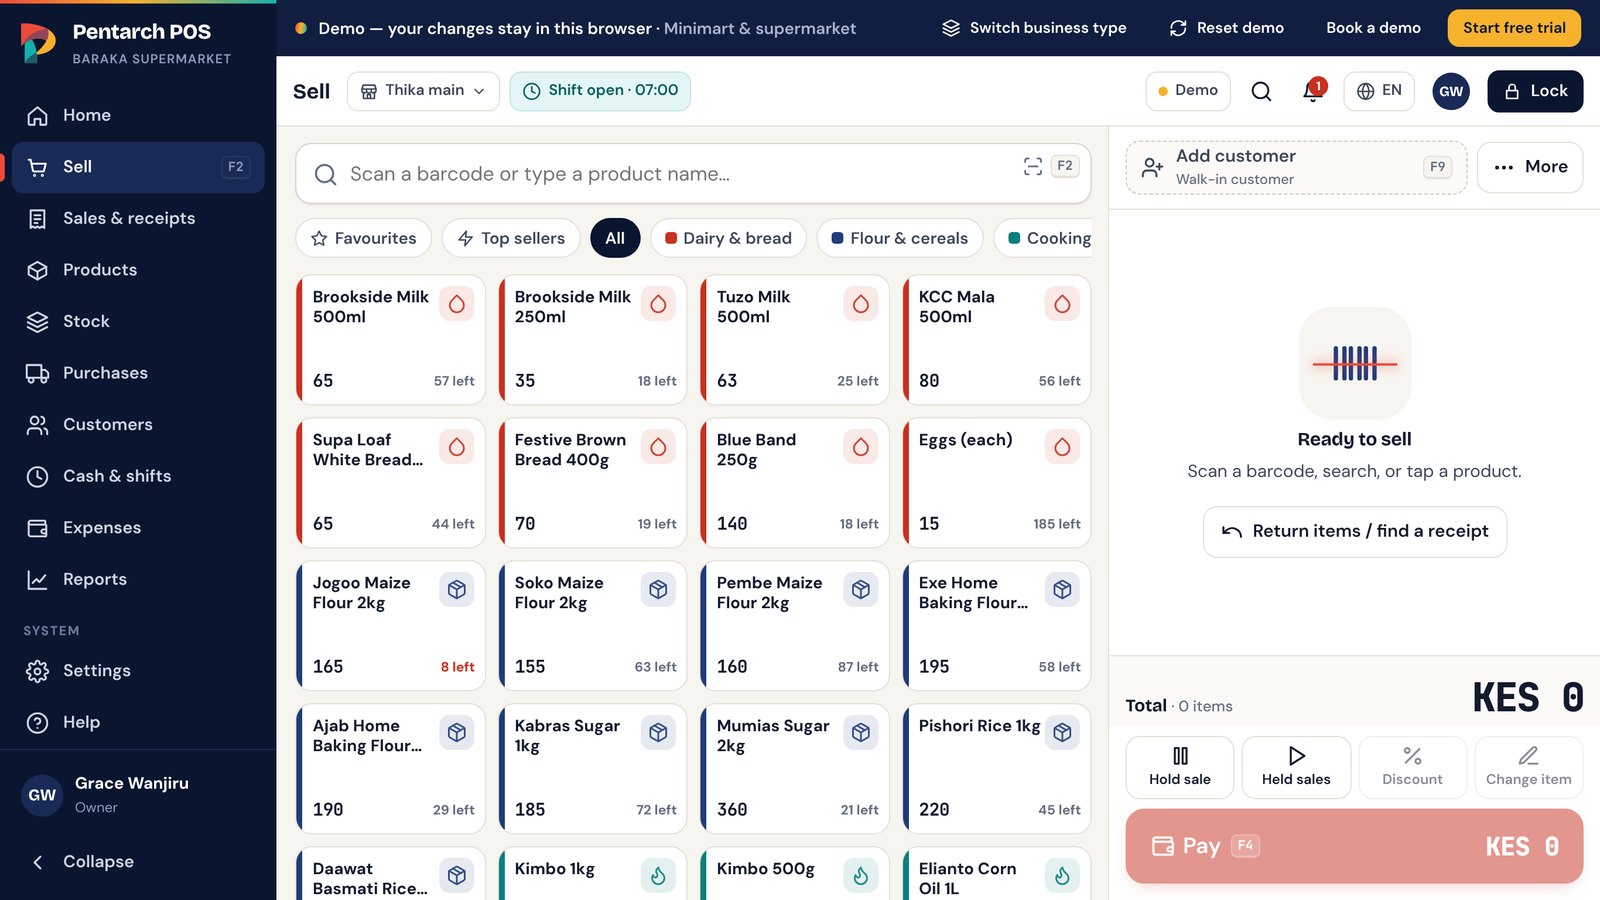 Pentarch POS
BARAKA SUPERMARKET
Home
Sell F2
Sales & receipts
Products
Stock
Purchases
Customers
Cash & shifts
Expenses
Reports
SYSTEM
Settings
Help
GW Grace Wanjiru
Owner
Collapse
Demo — your changes stay in this browser · Minimart & supermarket
Switch business type
Reset demo
Book a demo
Start free trial
Sell
Thika main
Shift open · 07:00
Demo
1
EN
GW
Lock
Scan a barcode or type a product name... F2
Favourites
Top sellers
All
Dairy & bread
Flour & cereals
Cooking
Brookside Milk
500ml
65 57 left
Brookside Milk
250ml
35 18 left
Tuzo Milk
500ml
63 25 left
KCC Mala
500ml
80 56 left
Supa Loaf
White Bread...
65 44 left
Festive Brown
Bread 400g
70 19 left
Blue Band
250g
140 18 left
Eggs (each)
15 185 left
Jogoo Maize
Flour 2kg
165 8 left
Soko Maize
Flour 2kg
155 63 left
Pembe Maize
Flour 2kg
160 87 left
Exe Home
Baking Flour...
195 58 left
Ajab Home
Baking Flour...
190 29 left
Kabras Sugar
1kg
185 72 left
Mumias Sugar
2kg
360 21 left
Pishori Rice 1kg
220 45 left
Daawat
Basmati Rice...
Kimbo 1kg
Kimbo 500g
Elianto Corn
Oil 1L
Add customer
Walk-in customer
F9
More
Ready to sell
Scan a barcode, search, or tap a product.
Return items / find a receipt
Total · 0 items KES 0
Hold sale
Held sales
Discount
Change item
Pay F4 KES 0